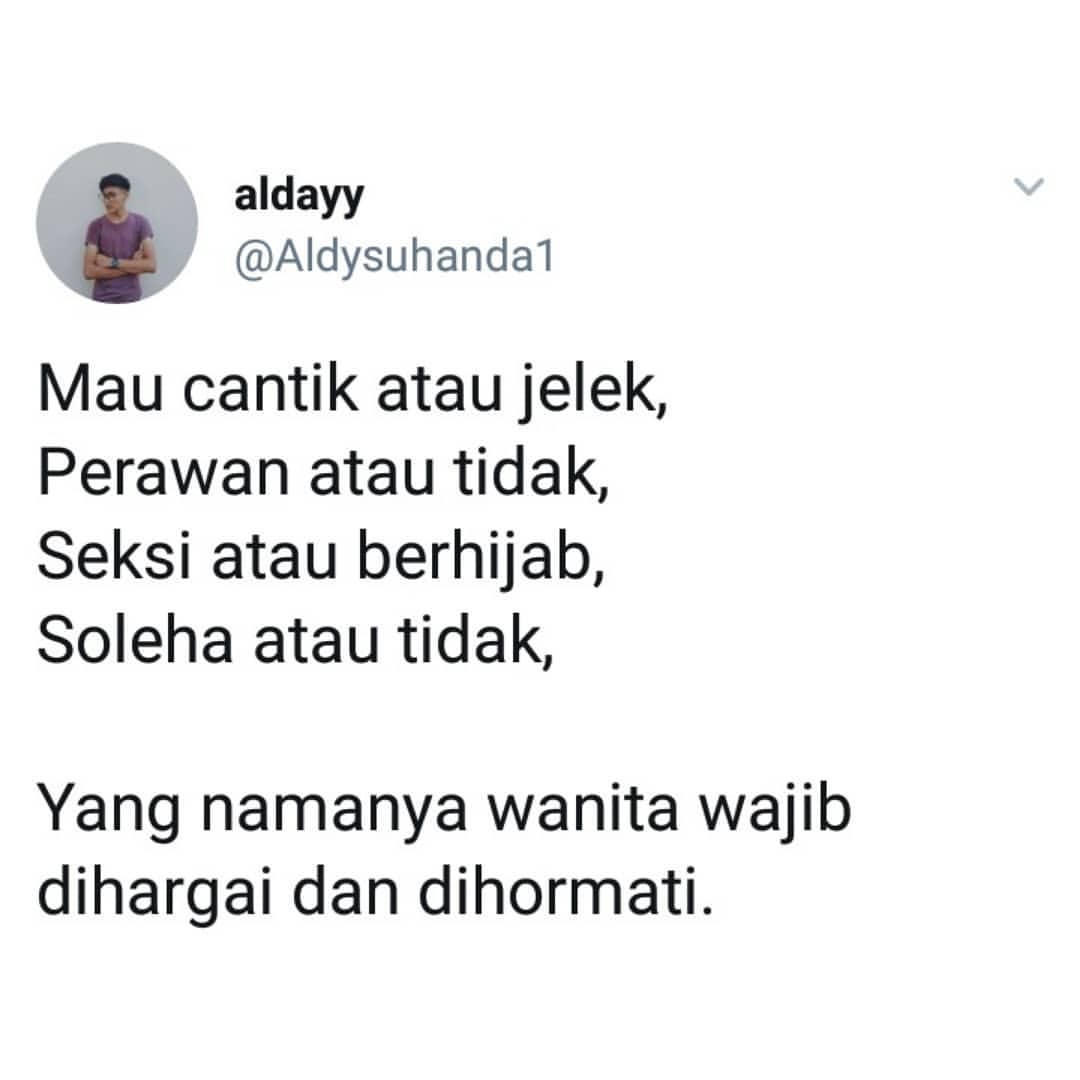 aldayy
@Aldysuhanda1
Mau cantik atau jelek,
Perawan atau tidak,
Seksi atau berhijab,
Soleha atau tidak,
Yang namanya wanita wajib
dihargai dan dihormati.